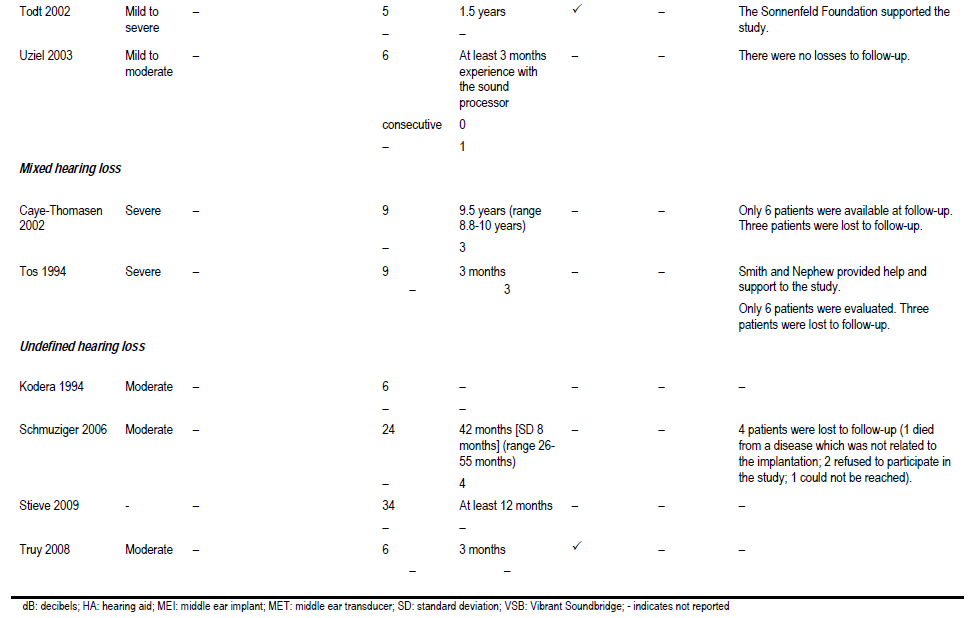 Todt 2002 Mild to – 5 1.5 years ✓ – The Sonnenfeld Foundation supported the
severe – – study.
Uziel 2003 Mild to – 6 At least 3 months – – There were no losses to follow-up.
moderate experience with
the sound
processor
consecutive 0
– 1
Mixed hearing loss
Caye-Thomasen Severe – 9 9.5 years (range – – Only 6 patients were available at follow-up.
2002 8.8-10 years) Three patients were lost to follow-up.
– 3
Tos 1994 Severe – 9 3 months – – Smith and Nephew provided help and
– 3 support to the study.
Only 6 patients were evaluated. Three
patients were lost to follow-up.
Undefined hearing loss
Kodera 1994 Moderate – 6 – – – –
– –
Schmuziger 2006 Moderate – 24 42 months [SD 8 – – 4 patients were lost to follow-up (1 died
months] (range 26- from a disease which was not related to
55 months) the implantation; 2 refused to participate in
– 4 the study; 1 could not be reached).
Stieve 2009 - – 34 At least 12 months – – –
– –
Truy 2008 Moderate – 6 3 months ✓ – –
– –
dB: decibels; HA: hearing aid; MEI: middle ear implant; MET: middle ear transducer; SD: standard deviation; VSB: Vibrant Soundbridge; - indicates not reported